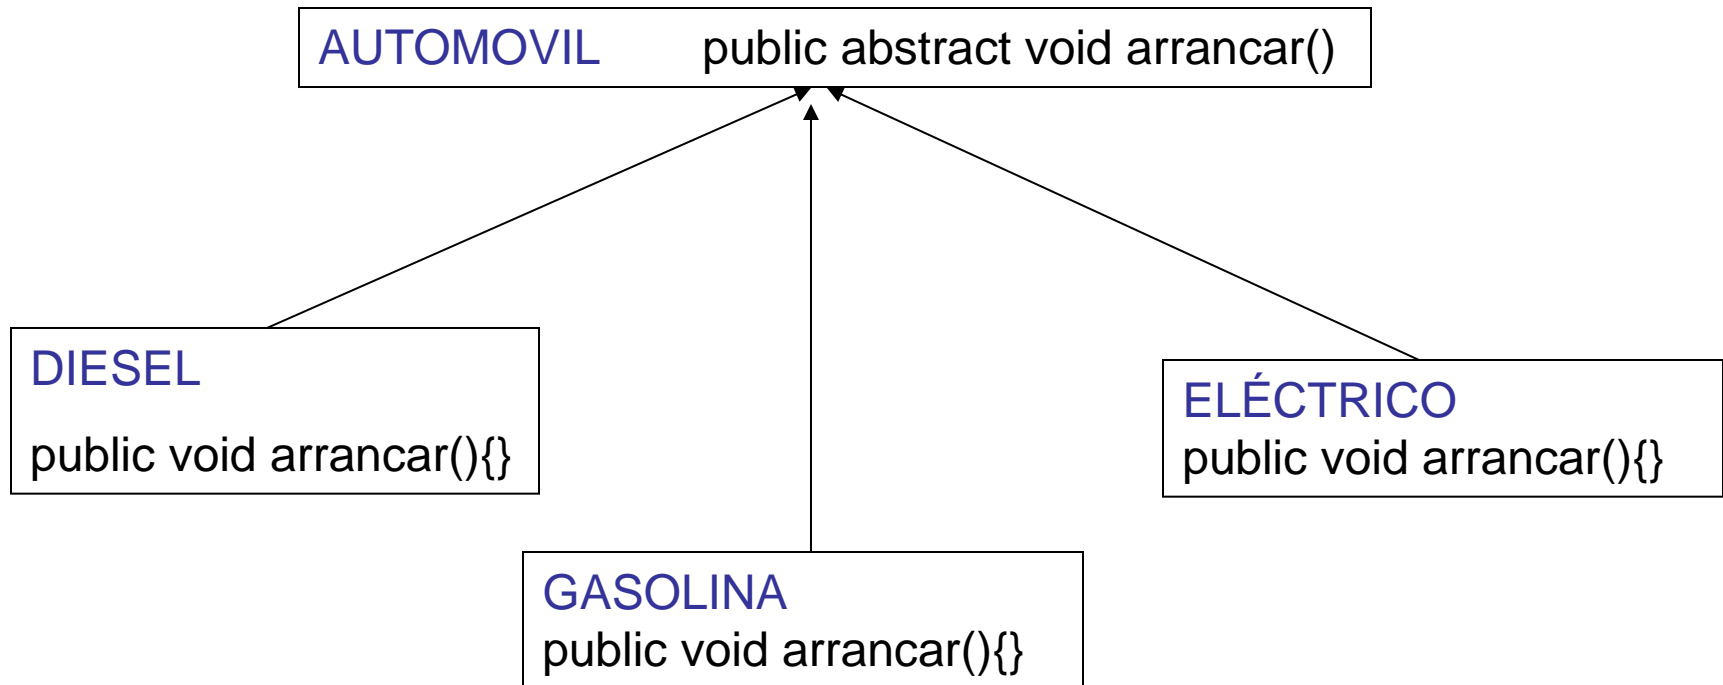 AUTOMOVIL public abstract void arrancar()
DIESEL
public void arrancar(){}
ELÉCTRICO
public void arrancar(){}
GASOLINA
public void arrancar(){}